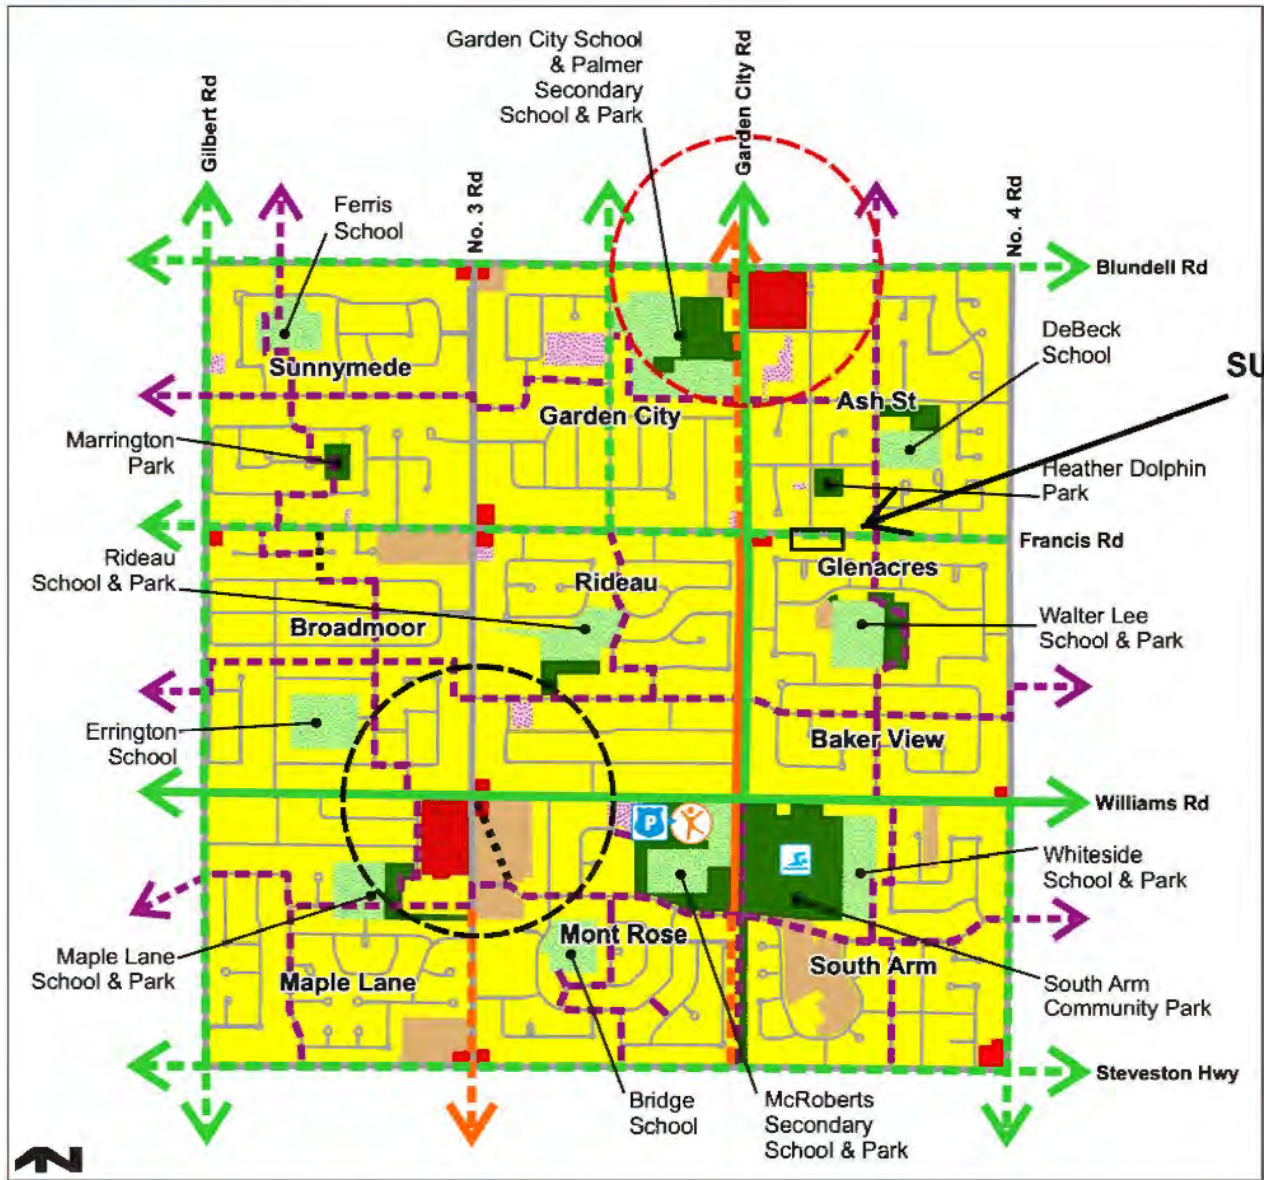 Garden City School
& Palmer
Secondary
School & Park
Gilbert Rd
No. 3 Rd
Garden City Rd
No. 4 Rd
Ferris
School
Blundell Rd
DeBeck
School
Sunnymede
SU
Ash St
Garden City
Marrington
Park
Heather Dolphin
Park
Francis Rd
Rideau
School & Park
Rideau
Glenacres
Broadmoor
Walter Lee
School & Park
Errington
School
Baker View
Williams Rd
P
Whiteside
School & Park
Mont Rose
South Arm
Maple Lane
School & Park
Maple Lane
South Arm
Community Park
Steveston Hwy
Bridge
School
McRoberts
Secondary
School & Park
N